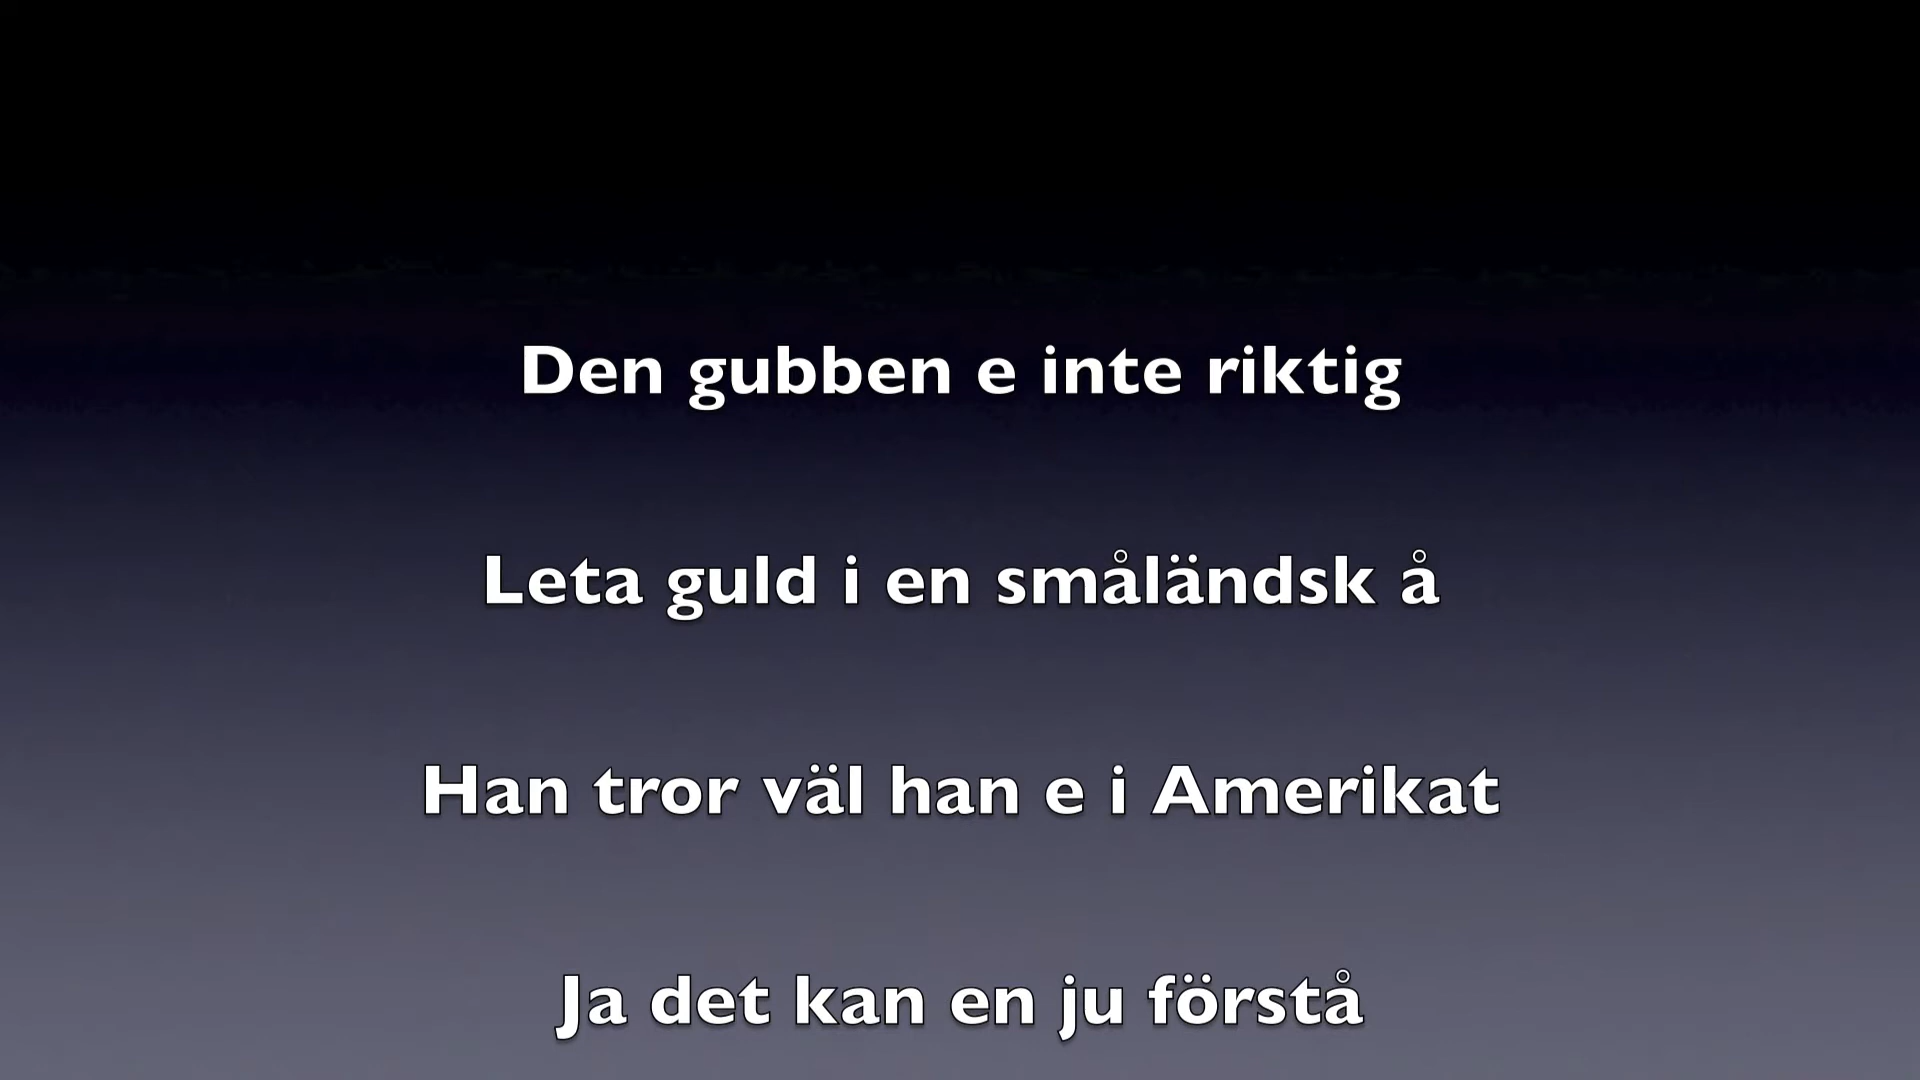 Den gubben e inte riktig
Leta guld i en småländsk å
Han tror väl han e i Amerikat
Ja det kan en ju förstå